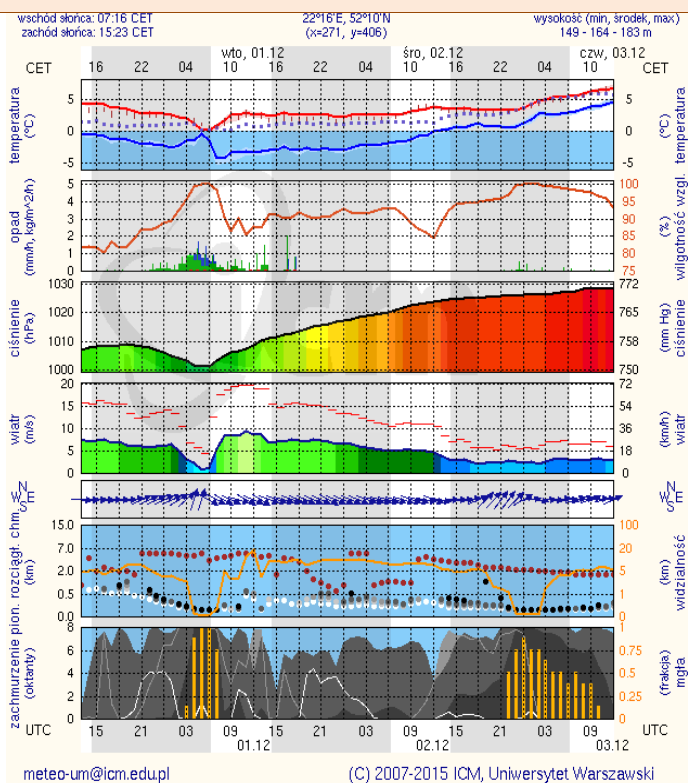 wschód słońca: 07:16 CET 22º16'E, 52º10'N wysokość (min, środek, max)
zachód słońca: 15:23 CET (x=271, y=406) 149 - 164 - 183 m
wto, 01.12 śro, 02.12 czw, 03.12
CET 16 22 04 10 16 22 04 10 16 22 04 10 CET
temperatura (ºC) 5 0 -5 5 0 -5 (ºC) temperatura
opad (mm/h, kg/m^2/h) 5 4 3 2 1 0 100 95 90 85 80 75 (%) wilgotność wzgl.
ciśnienie (hPa) 1030 1020 1010 1000 772 765 758 750 (mm Hg) ciśnienie
wiatr (m/s) 20 15 10 5 0 72 54 36 18 0 (km/h) wiatr
N W E S N W E S
chm. rozciągł. pion. (km) 15.0 7.0 2.0 0.5 0.0 100 20 5 1 0 (km) widzialność
zachmurzenie (oktanty) 8 6 4 2 0 1 0.75 0.5 0.25 0 (frakcja) mgła
UTC 15 21 03 09 15 21 03 09 15 21 03 09 UTC
01.12 02.12 03.12
meteo-um@icm.edu.pl (C) 2007-2015 ICM, Uniwersytet Warszawski